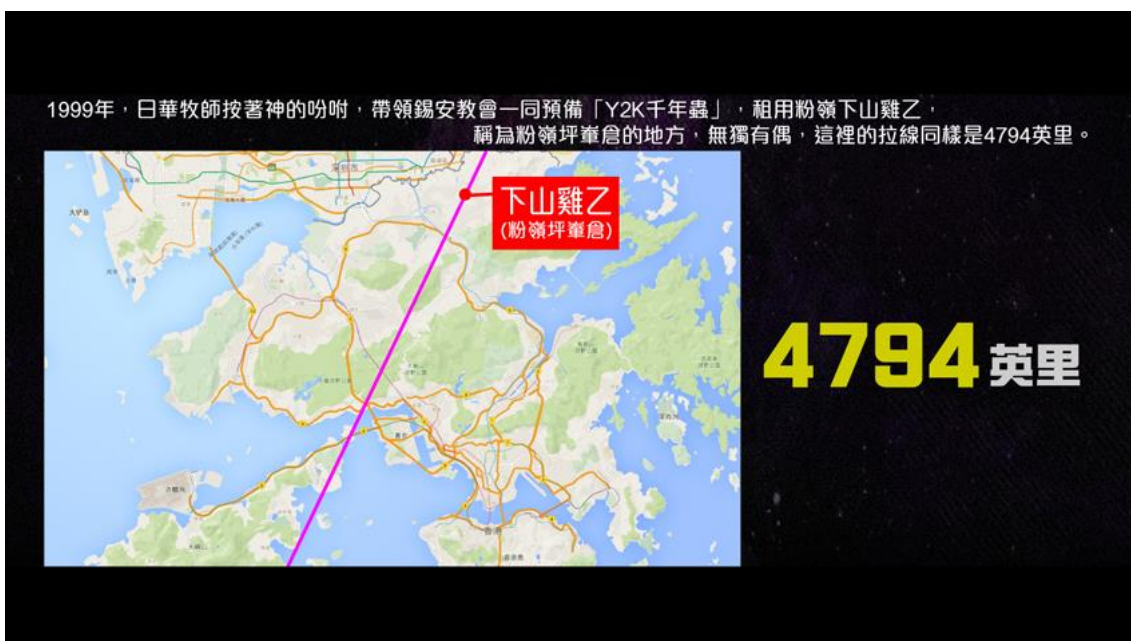 1999年，日華牧師按著神的吩咐，帶領錫安教會一同預備「Y2K千年蟲」，租用粉嶺下山雞乙，
稱為粉嶺坪輋倉的地方，無獨有偶，這裡的拉線同樣是4794英里。
下山雞乙
(粉嶺坪輋倉)
4794英里
香港